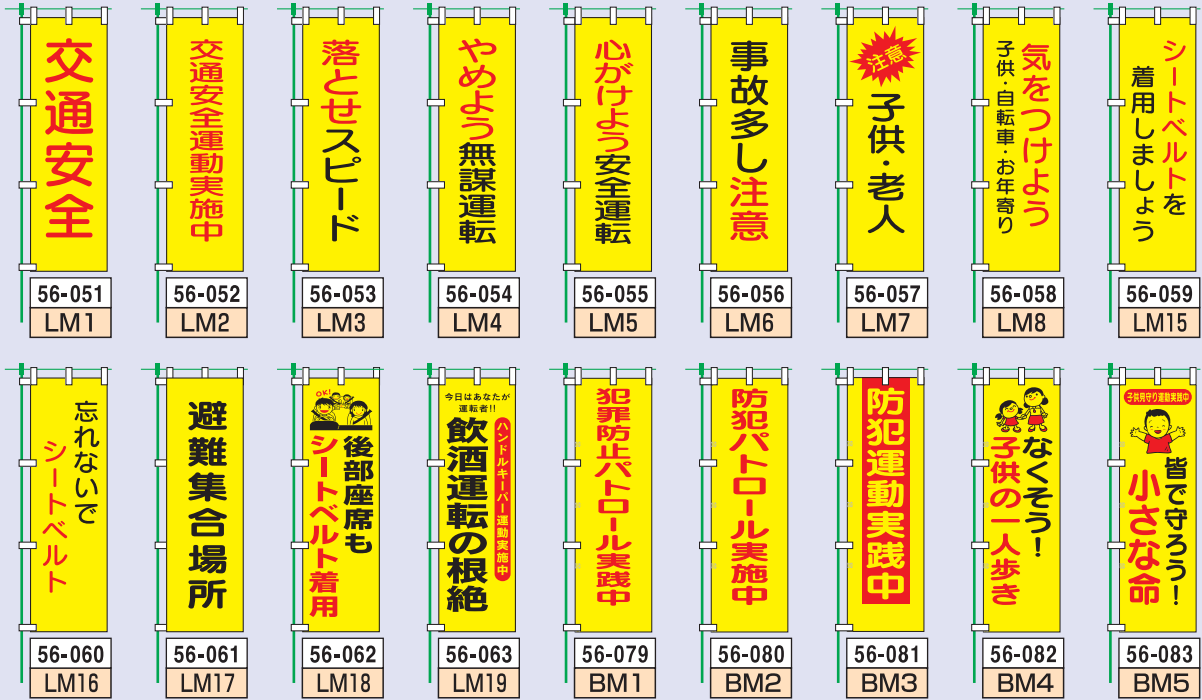 交通安全
56-051
LM1
交通安全運動実施中
56-052
LM2
落とせスピード
56-053
LM3
やめよう無謀運転
56-054
LM4
心がけよう安全運転
56-055
LM5
事故多し注意
56-056
LM6
注意
子供・老人
56-057
LM7
気をつけよう
子供・自転車・お年寄り
56-058
LM8
シートベルトを
着用しましょう
56-059
LM15
忘れないで
シートベルト
56-060
LM16
避難集合場所
56-061
LM17
OK!
後部座席も
シートベルト着用
56-062
LM18
今日はあなたが
運転者!!
ハンドルキーパー運動実施中
飲酒運転の根絶
56-063
LM19
犯罪防止パトロール実践中
56-079
BM1
防犯パトロール実施中
56-080
BM2
防犯運動実践中
56-081
BM3
なくそう！
子供の一人歩き
56-082
BM4
子供見守り運動実践中
皆で守ろう！
小さな命
56-083
BM5